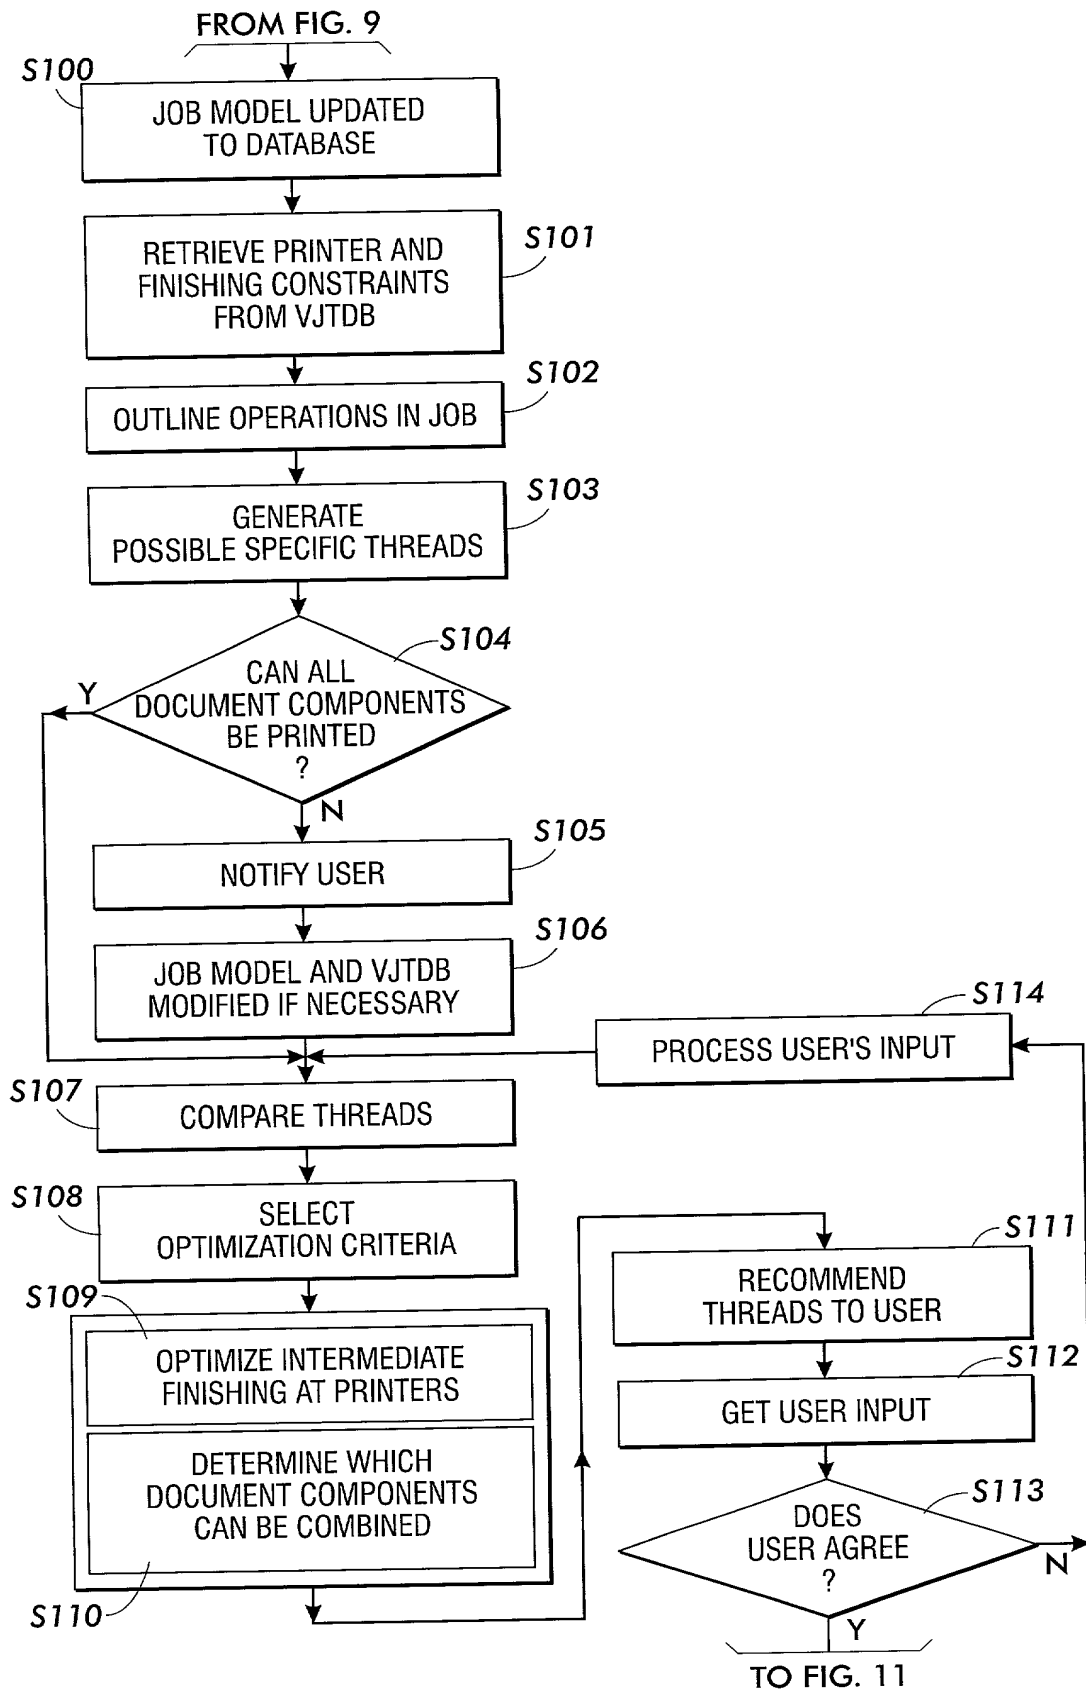 FROM FIG. 9
S100
JOB MODEL UPDATED
TO DATABASE
S101
RETRIEVE PRINTER AND
FINISHING CONSTRAINTS
FROM VJTDB
S102
OUTLINE OPERATIONS IN JOB
S103
GENERATE
POSSIBLE SPECIFIC THREADS
S104
CAN ALL
DOCUMENT COMPONENTS
BE PRINTED
?
Y
N
S105
NOTIFY USER
S106
JOB MODEL AND VJTDB
MODIFIED IF NECESSARY
S114
PROCESS USER'S INPUT
S107
COMPARE THREADS
S108
SELECT
OPTIMIZATION CRITERIA
S109
OPTIMIZE INTERMEDIATE
FINISHING AT PRINTERS
DETERMINE WHICH
DOCUMENT COMPONENTS
CAN BE COMBINED
S110
S111
RECOMMEND
THREADS TO USER
S112
GET USER INPUT
S113
DOES
USER AGREE
?
N
Y
TO FIG. 11